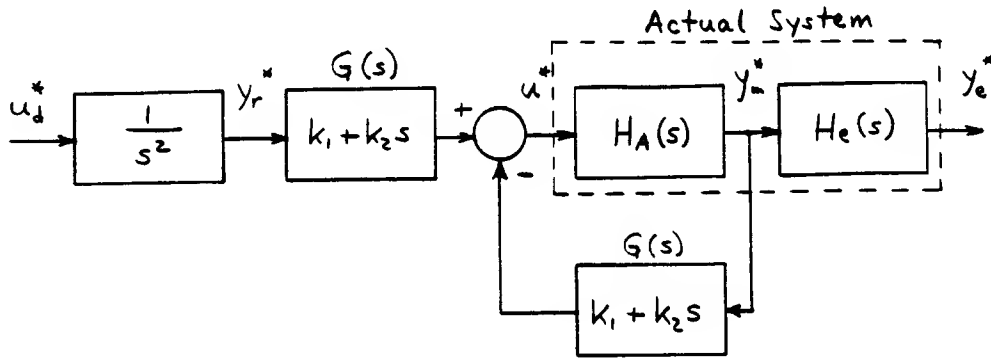 Actual System
G(s)
u_d^*
1/s^2
y_r^*
k_1 + k_2 s
+
-
u^*
H_A(s)
y_m^*
H_e(s)
y_e^*
G(s)
k_1 + k_2 s